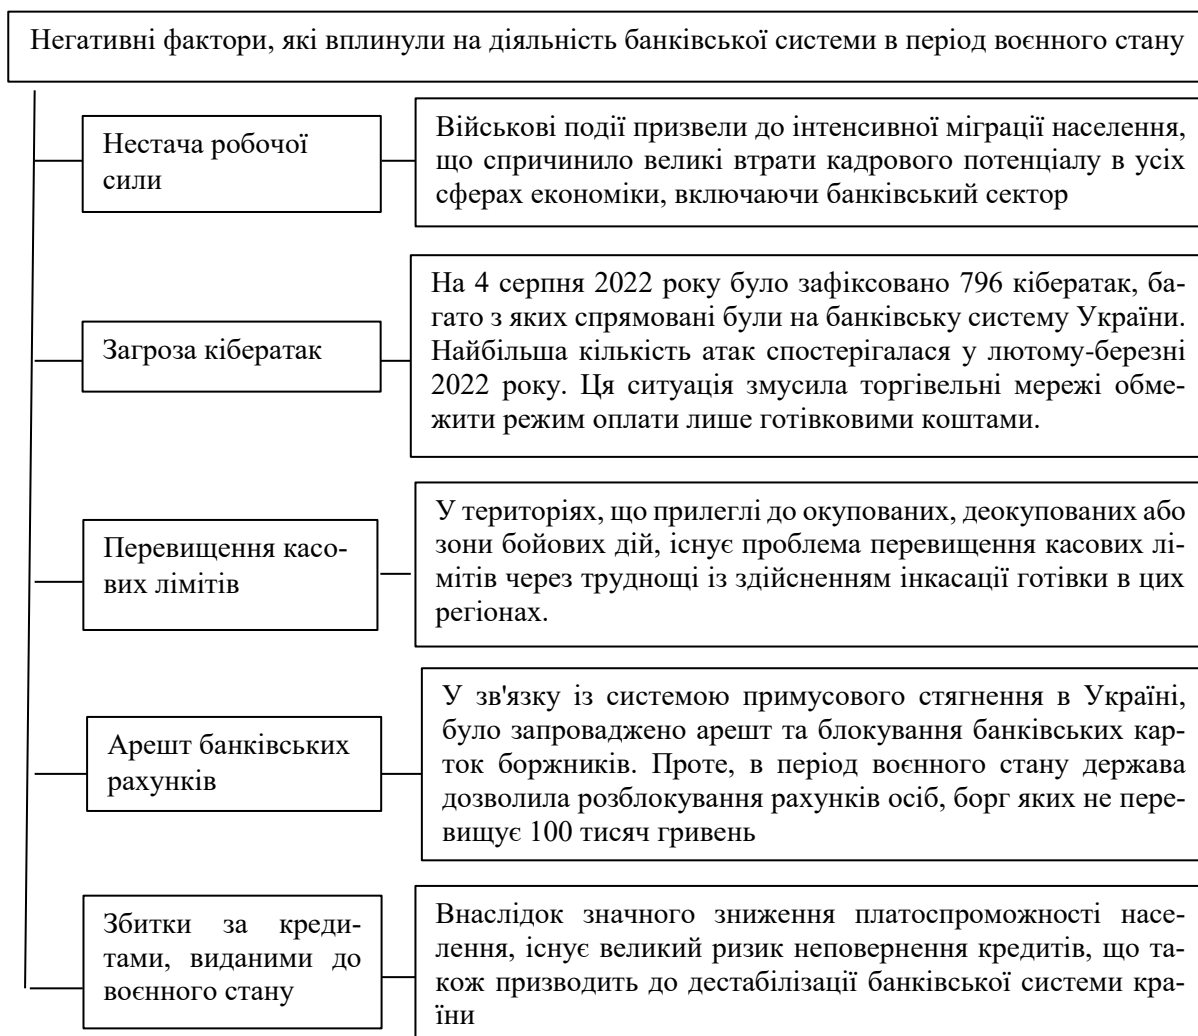 Негативні фактори, які вплинули на діяльність банківської системи в період воєнного стану
Нестача робочої
сили
Військові події призвели до інтенсивної міграції населення,
що спричинило великі втрати кадрового потенціалу в усіх
сферах економіки, включаючи банківський сектор
Загроза кібератак
На 4 серпня 2022 року було зафіксовано 796 кібератак, ба-
гато з яких спрямовані були на банківську систему України.
Найбільша кількість атак спостерігалася у лютому-березні
2022 року. Ця ситуація змусила торгівельні мережі обме-
жити режим оплати лише готівковими коштами.
Перевищення касо-
вих лімітів
У територіях, що прилеглі до окупованих, деокупованих або
зони бойових дій, існує проблема перевищення касових лі-
мітів через труднощі із здійсненням інкасації готівки в цих
регіонах.
Арешт банківських
рахунків
У зв'язку із системою примусового стягнення в Україні,
було запроваджено арешт та блокування банківських кар-
ток боржників. Проте, в період воєнного стану держава
дозволила розблокування рахунків осіб, борг яких не пере-
вищує 100 тисяч гривень
Збитки за креди-
тами, виданими до
воєнного стану
Внаслідок значного зниження платоспроможності насе-
лення, існує великий ризик неповернення кредитів, що та-
кож призводить до дестабілізації банківської системи кра-
їни